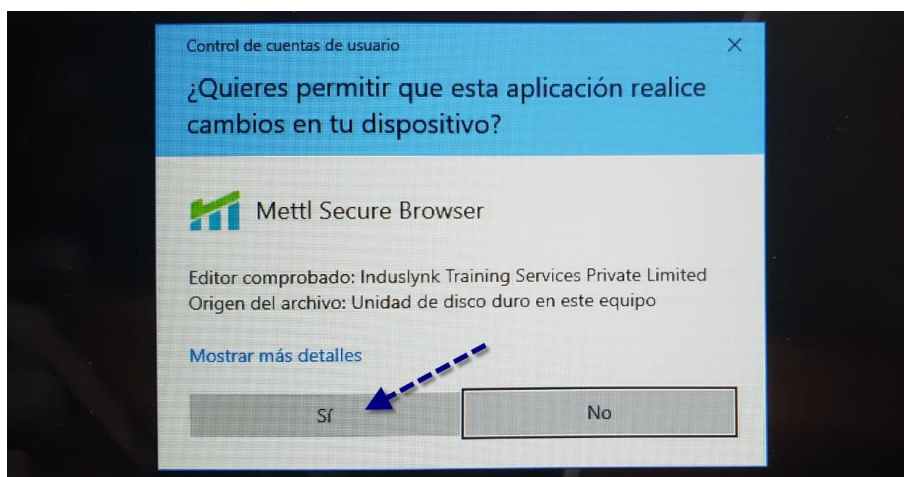 Control de cuentas de usuario
¿Quieres permitir que esta aplicación realice
cambios en tu dispositivo?
Mettl Secure Browser
Editor comprobado: Induslynk Training Services Private Limited
Origen del archivo: Unidad de disco duro en este equipo
Mostrar más detalles
Sí
No